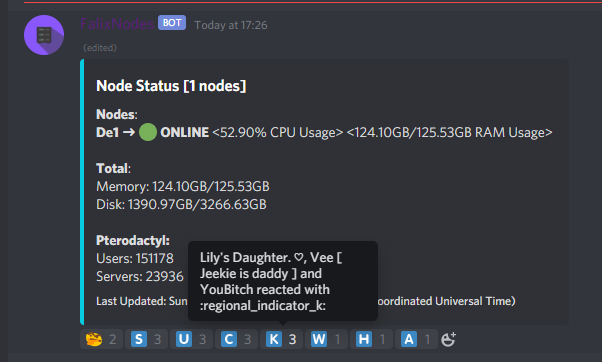 FalixNodes BOT Today at 17:26
(edited)
Node Status [1 nodes]
Nodes:
De1 → ONLINE <52.90% CPU Usage> <124.10GB/125.53GB RAM Usage>
Total:
Memory: 124.10GB/125.53GB
Disk: 1390.97GB/3266.63GB
Pterodactyl:
Users: 151178
Servers: 23936
Last Updated: Sun oordinated Universal Time)
Lily's Daughter. ♡, Vee [
Jeekie is daddy ] and
YouBitch reacted with
:regional_indicator_k:
2 S 3 U 3 C 3 K 3 W 1 H 1 A 1